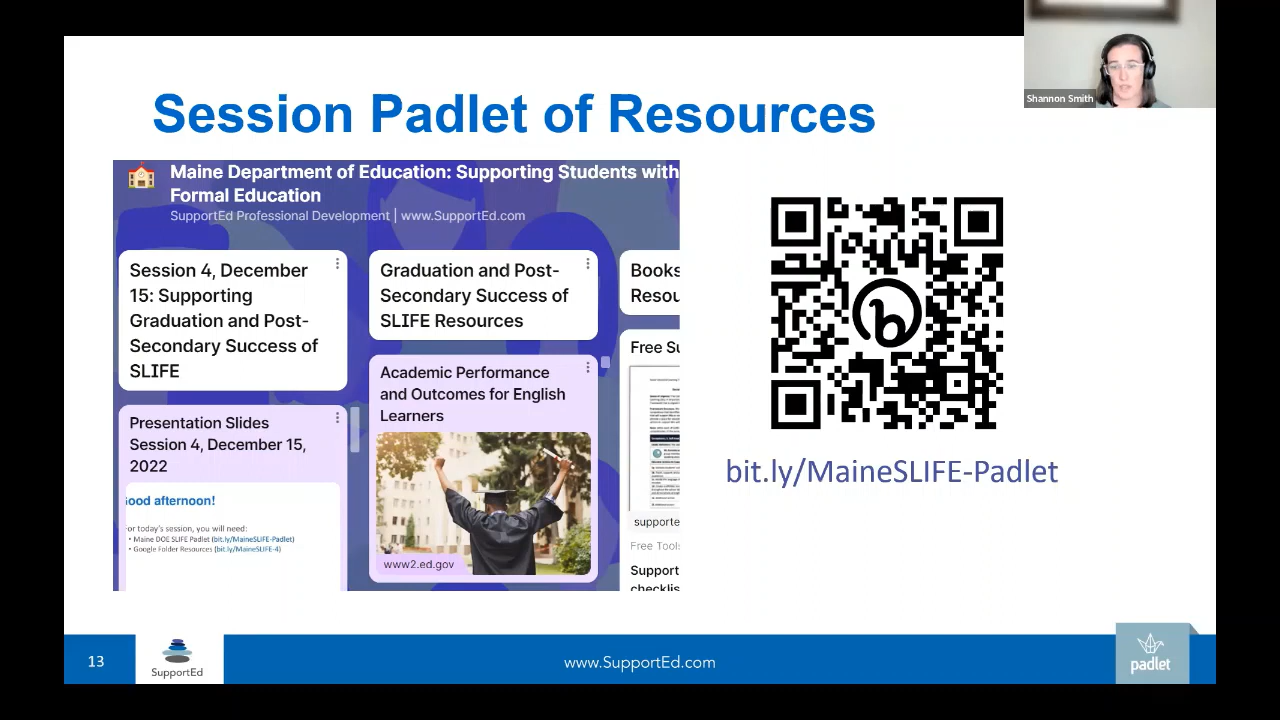 Shannon Smith
Session Padlet of Resources
Maine Department of Education: Supporting Students with
Formal Education
SupportEd Professional Development | www.SupportEd.com
Session 4, December
15: Supporting
Graduation and Post-
Secondary Success of
SLIFE
Presentation Slides
Session 4, December 15,
2022
ood afternoon!
or today's session, you will need:
• Maine DOE SLIFE Padlet (bit.ly/MaineSLIFE-Padlet)
• Google Folder Resources (bit.ly/MaineSLIFE-4)
Graduation and Post-
Secondary Success of
SLIFE Resources
Academic Performance
and Outcomes for English
Learners
www2.ed.gov
Books
Resou
Free Su
supporte
Free Tools
Support
checklis
b
bit.ly/MaineSLIFE-Padlet
13
SupportEd
www.SupportEd.com
padlet